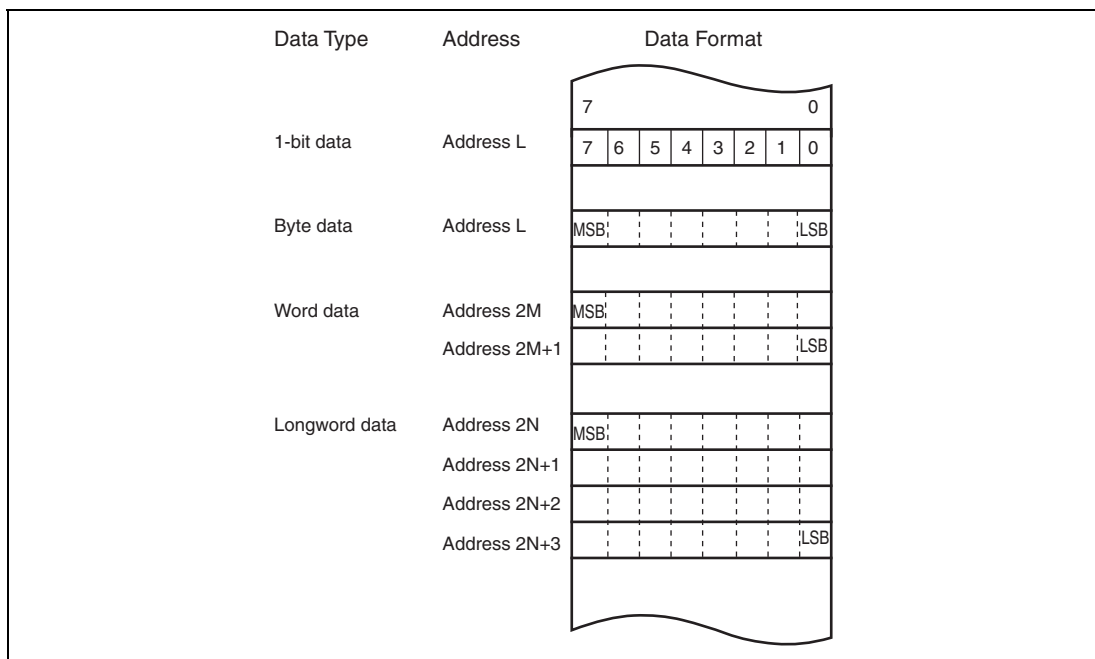 Data Type Address Data Format
7 0
1-bit data Address L 7 6 5 4 3 2 1 0
Byte data Address L MSB LSB
Word data Address 2M MSB
Address 2M+1 LSB
Longword data Address 2N MSB
Address 2N+1
Address 2N+2
Address 2N+3 LSB